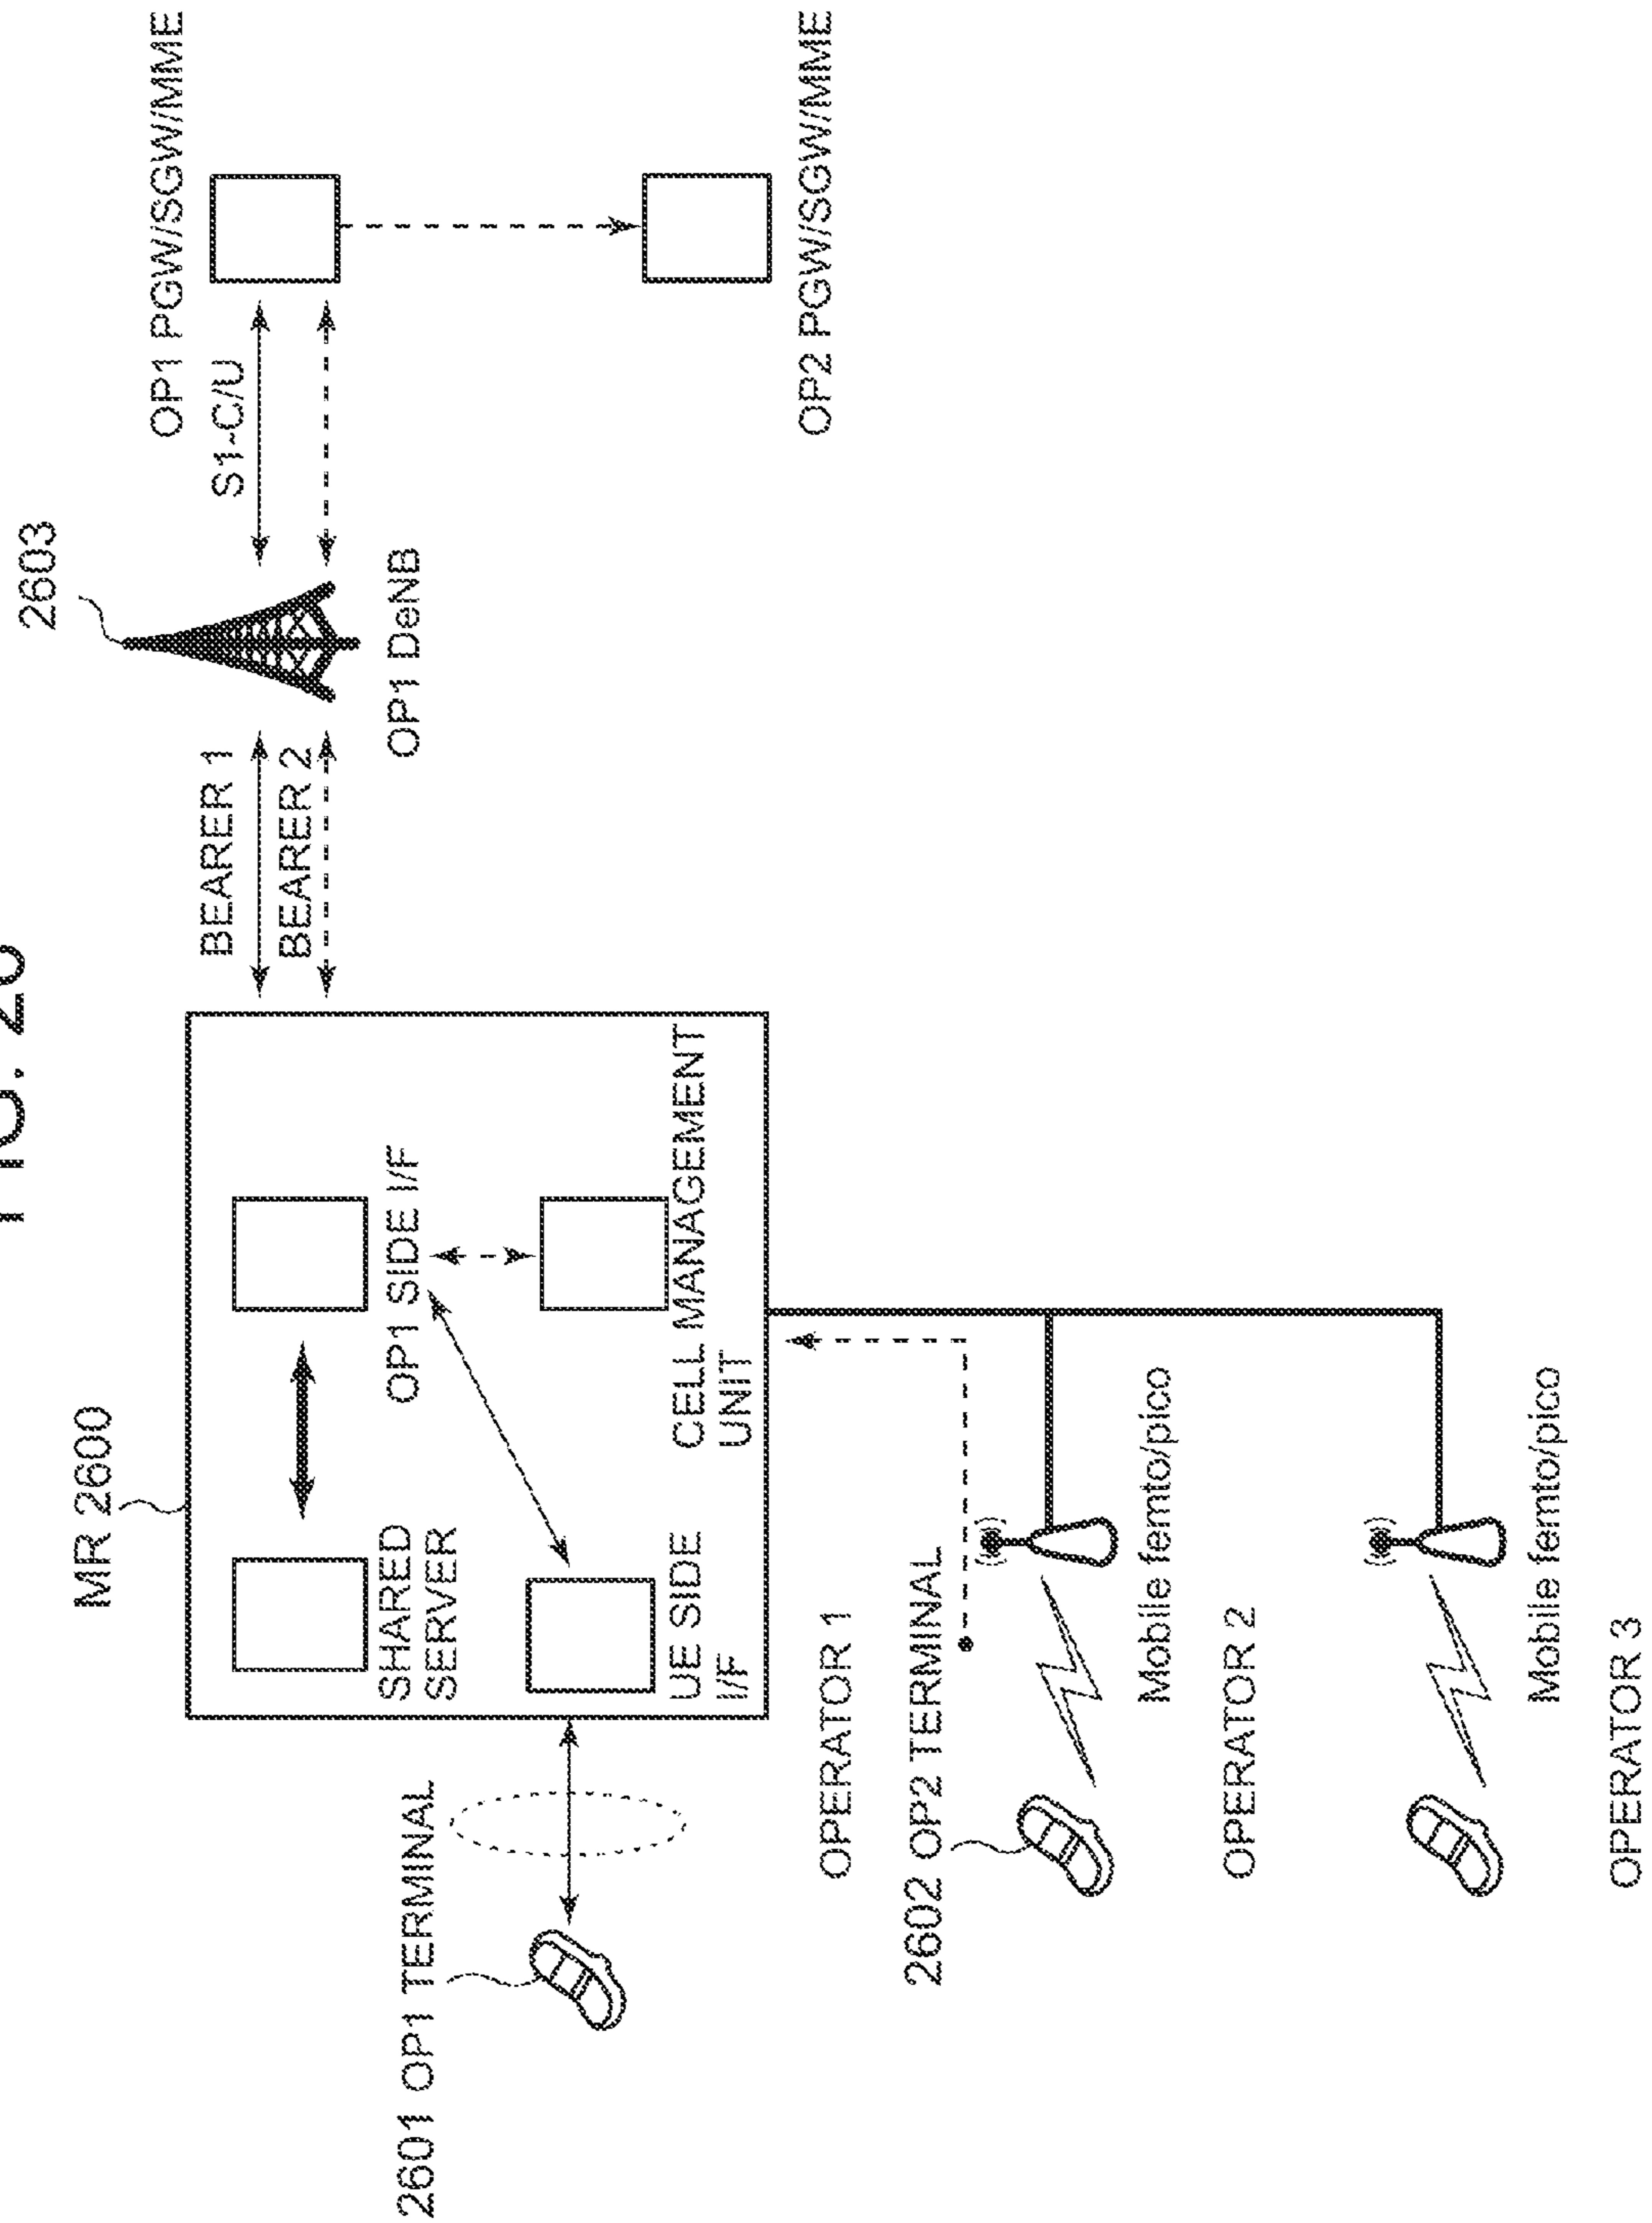 FIG. 26
MR 2600
2603
OP1 PGW/SGW/MME
S1-C/U
BEARER 1
BEARER 2
OP1 DeNB
SHARED
SERVER
OP1 SIDE I/F
UE SIDE
I/F
CELL MANAGEMENT
UNIT
2601 OP1 TERMINAL
OP2 PGW/SGW/MME
OPERATOR 1
2602 OP2 TERMINAL
Mobile femto/pico
OPERATOR 2
Mobile femto/pico
OPERATOR 3